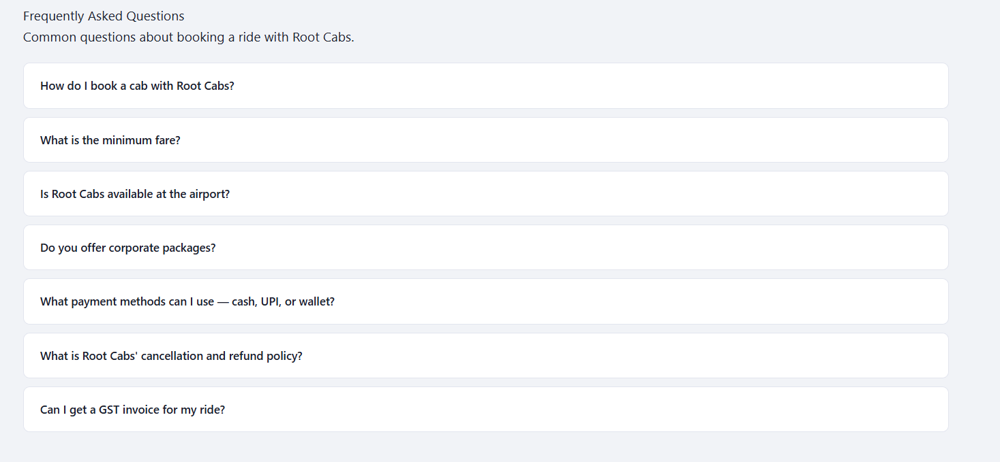 Frequently Asked Questions
Common questions about booking a ride with Root Cabs.
How do I book a cab with Root Cabs?
What is the minimum fare?
Is Root Cabs available at the airport?
Do you offer corporate packages?
What payment methods can I use — cash, UPI, or wallet?
What is Root Cabs' cancellation and refund policy?
Can I get a GST invoice for my ride?